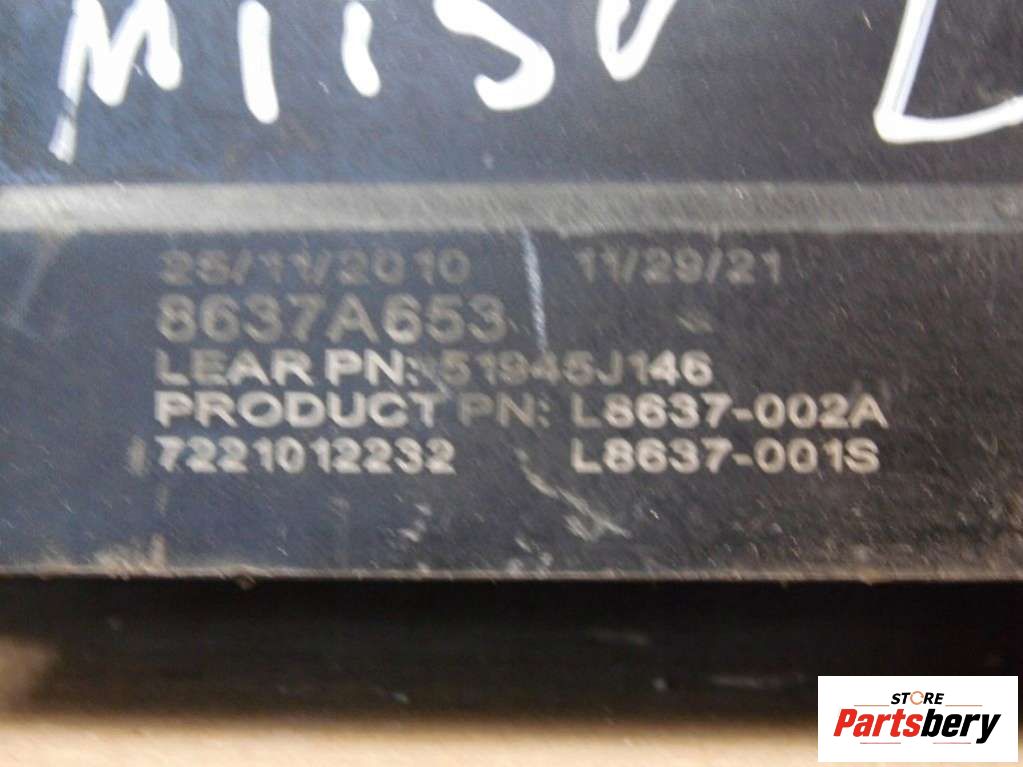 MITSU L
25/11/2010 11/29/21
8637A653
LEAR PN: 51945J146
PRODUCT PN: L8637-002A
17221012232 L8637-001S
STORE
Partsbery